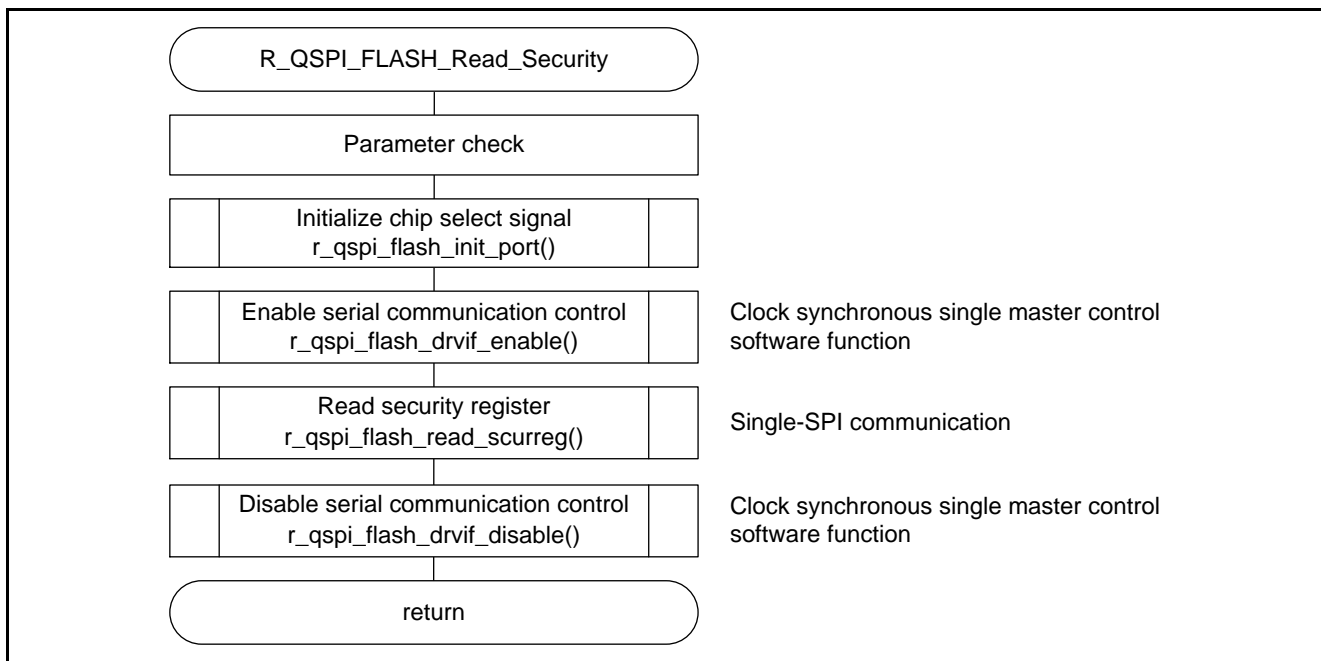 R_QSPI_FLASH_Read_Security
Parameter check
Initialize chip select signal
r_qspi_flash_init_port()
Enable serial communication control
r_qspi_flash_drvif_enable()
Clock synchronous single master control
software function
Read security register
r_qspi_flash_read_scurreg()
Single-SPI communication
Disable serial communication control
r_qspi_flash_drvif_disable()
Clock synchronous single master control
software function
return